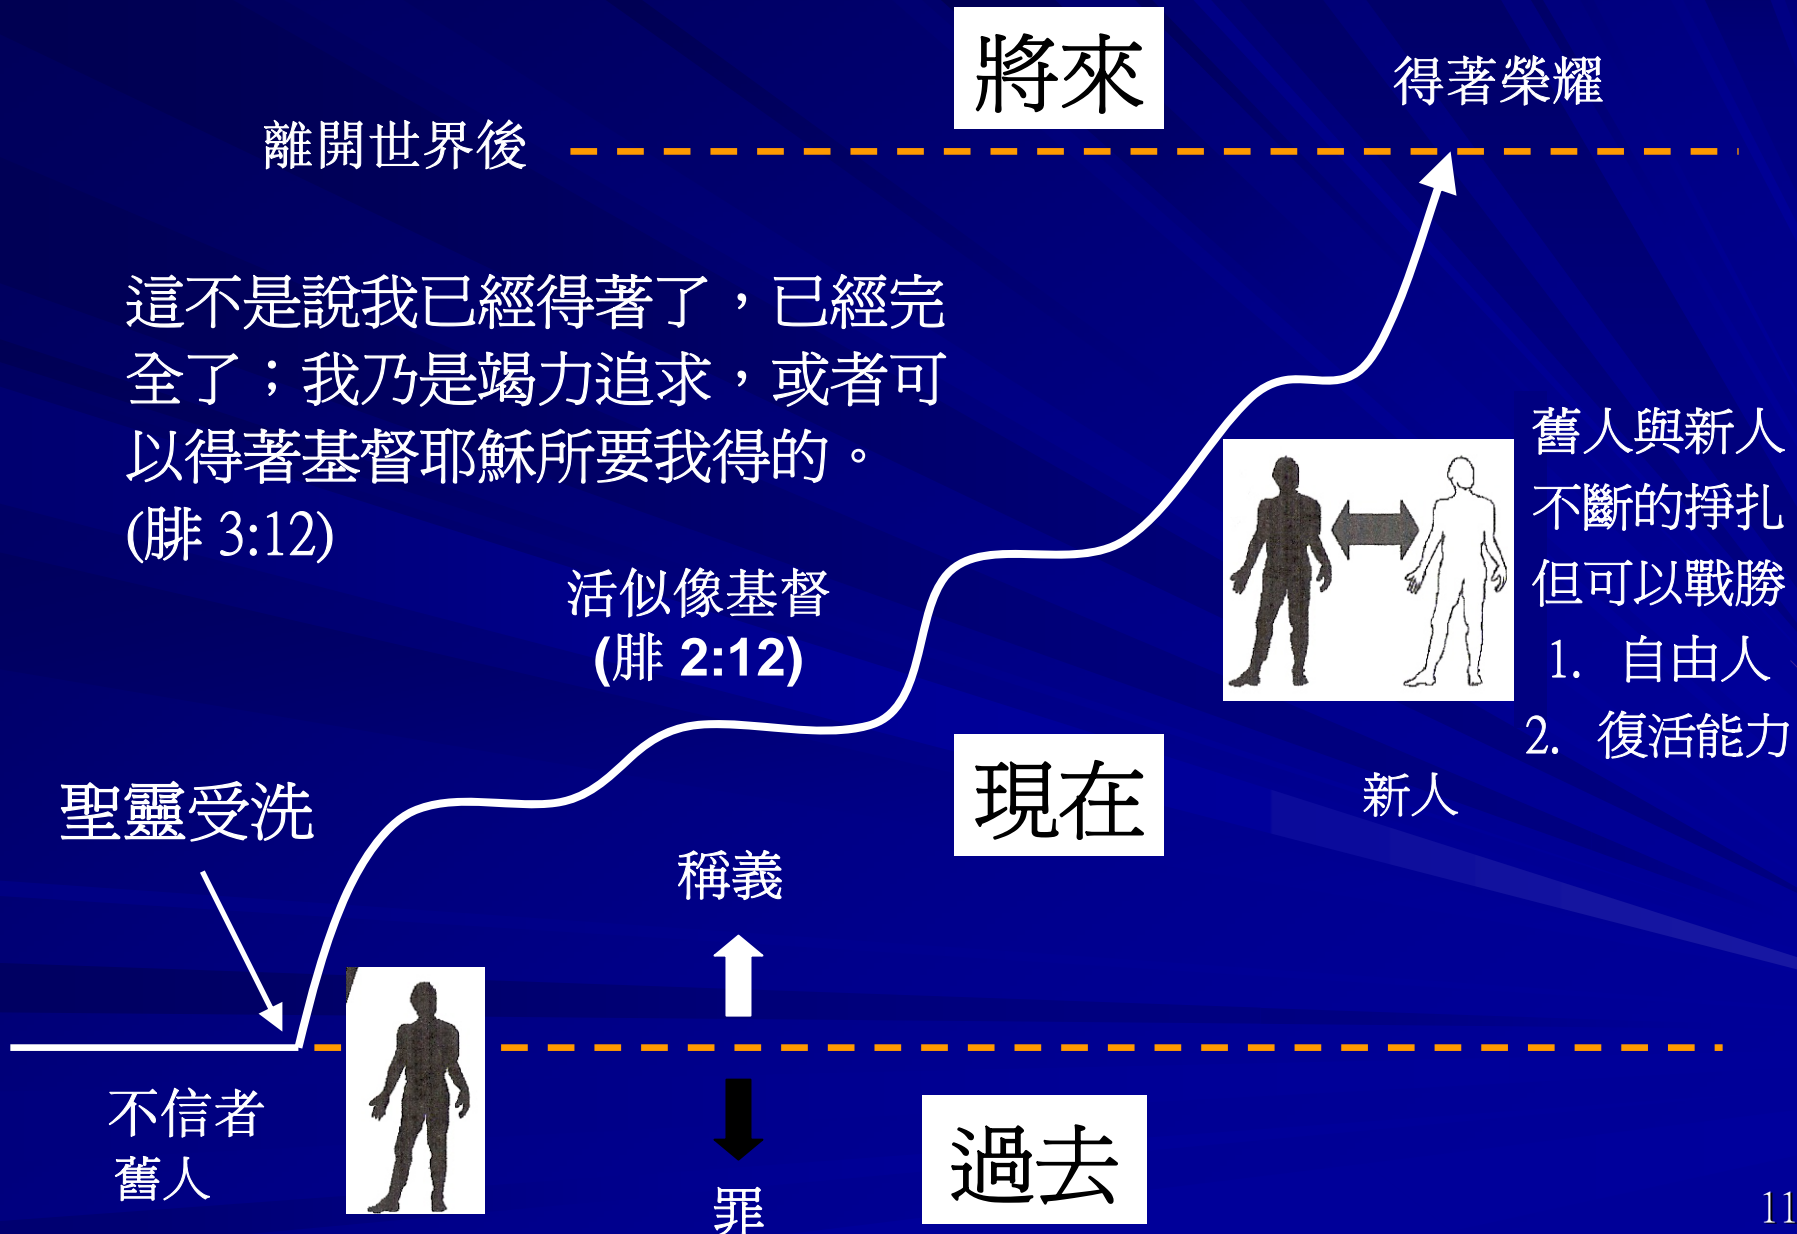 將來
得著榮耀
離開世界後
這不是說我已經得著了，已經完
全了；我乃是竭力追求，或者可
以得著基督耶穌所要我得的。
(腓 3:12)
活似像基督
(腓 2:12)
舊人與新人
不斷的掙扎
但可以戰勝
1. 自由人
2. 復活能力
新人
現在
聖靈受洗
稱義
不信者
舊人
過去
罪
11